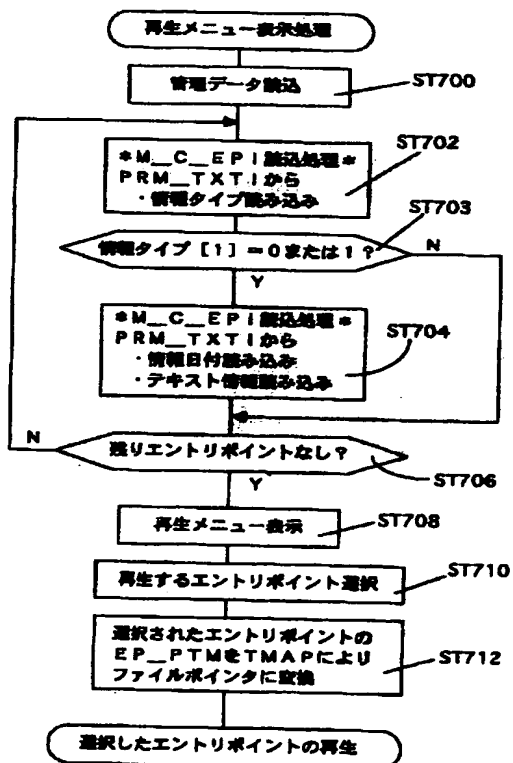 再生メニュー表示処理
管理データ読込
ST700
*M__C__EPI読込処理*
PRM__TXTIから
・情報タイプ読み込み
ST702
情報タイプ[1]=0または1?
ST703
N
Y
*M__C__EPI読込処理*
PRM__TXTIから
・情報日付読み込み
・テキスト情報読み込み
ST704
残りエントリポイントなし?
N
ST706
Y
再生メニュー表示
ST708
再生するエントリポイント選択
ST710
選択されたエントリポイントの
EP__PTMをTMAPにより
ファイルポインタに変換
ST712
選択したエントリポイントの再生